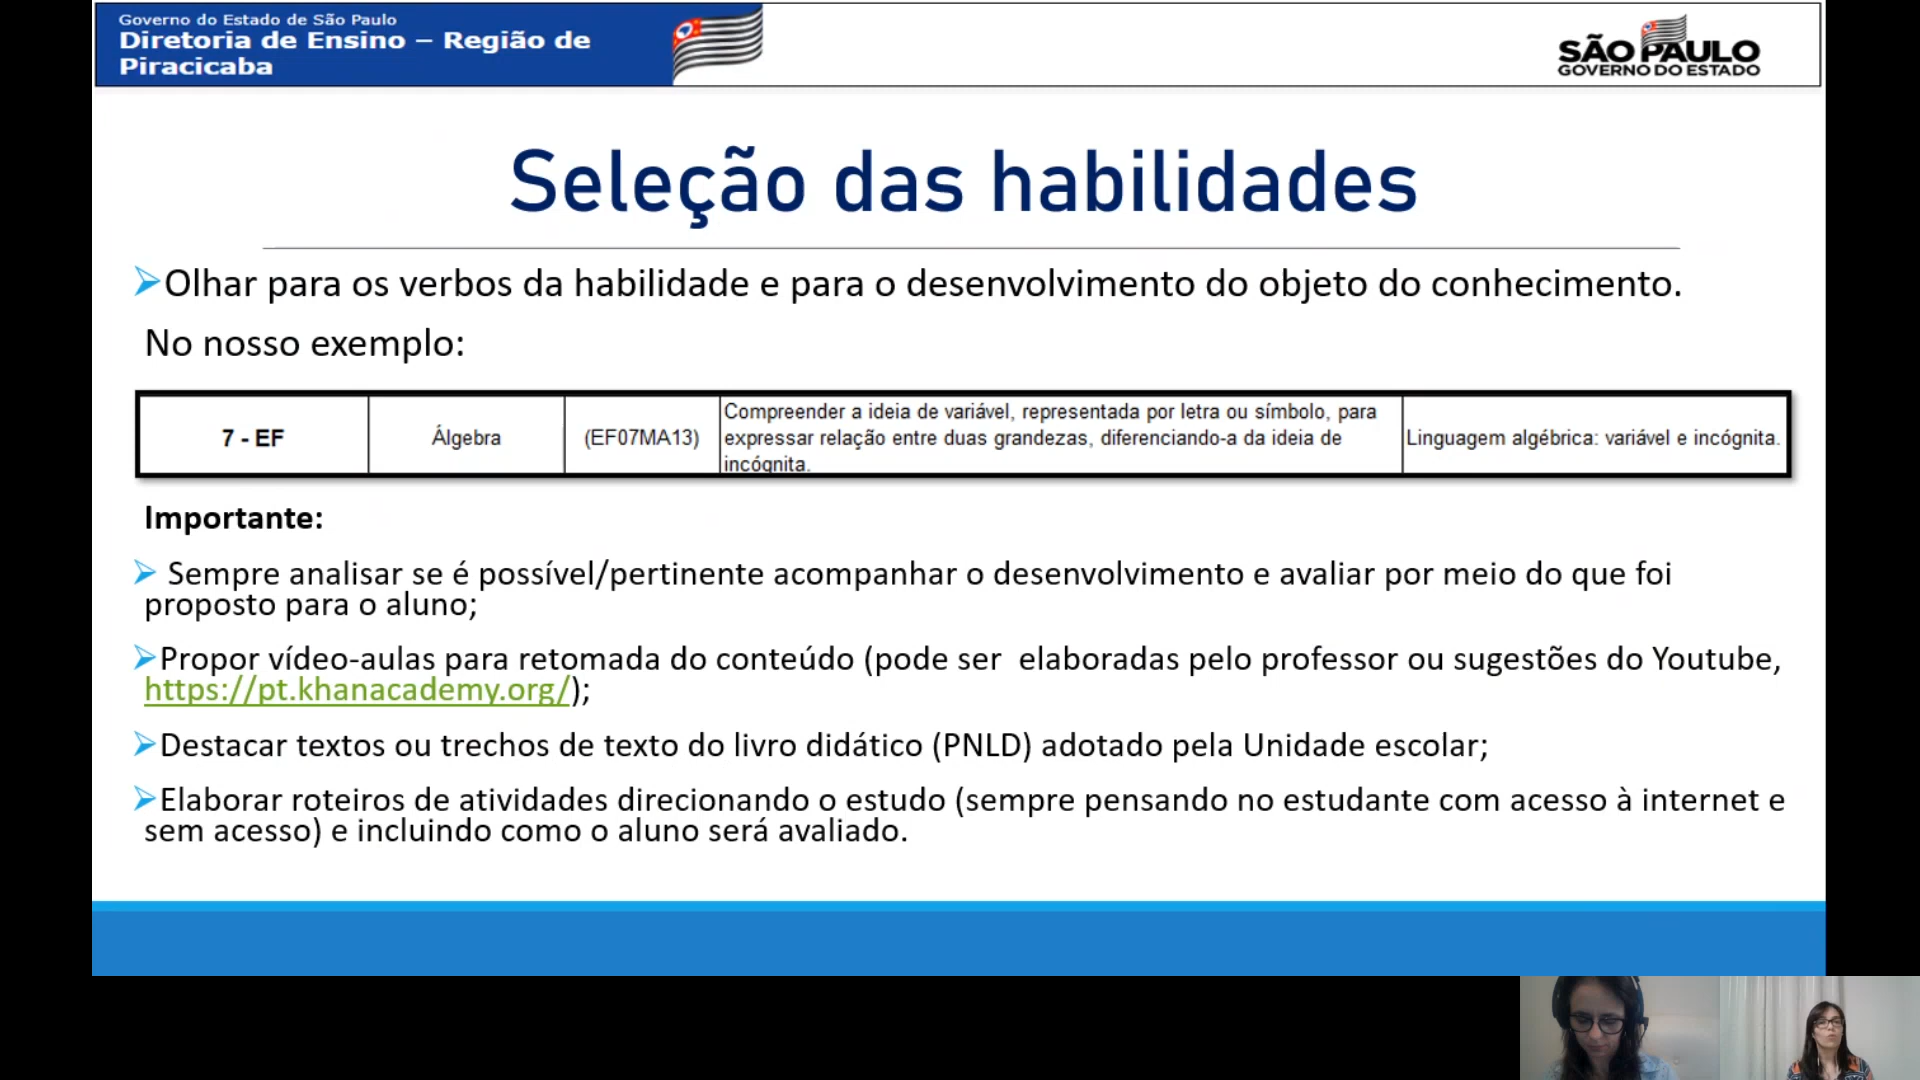 Governo do Estado de São Paulo
Diretoria de Ensino – Região de
Piracicaba
SÃO PAULO
GOVERNO DO ESTADO
Seleção das habilidades
Olhar para os verbos da habilidade e para o desenvolvimento do objeto do conhecimento.
No nosso exemplo:
7 - EF
Álgebra
(EF07MA13)
Compreender a ideia de variável, representada por letra ou símbolo, para
expressar relação entre duas grandezas, diferenciando-a da ideia de
incógnita.
Linguagem algébrica: variável e incógnita.
Importante:
Sempre analisar se é possível/pertinente acompanhar o desenvolvimento e avaliar por meio do que foi
proposto para o aluno;
Propor vídeo-aulas para retomada do conteúdo (pode ser  elaboradas pelo professor ou sugestões do Youtube,
https://pt.khanacademy.org/);
Destacar textos ou trechos de texto do livro didático (PNLD) adotado pela Unidade escolar;
Elaborar roteiros de atividades direcionando o estudo (sempre pensando no estudante com acesso à internet e
sem acesso) e incluindo como o aluno será avaliado.